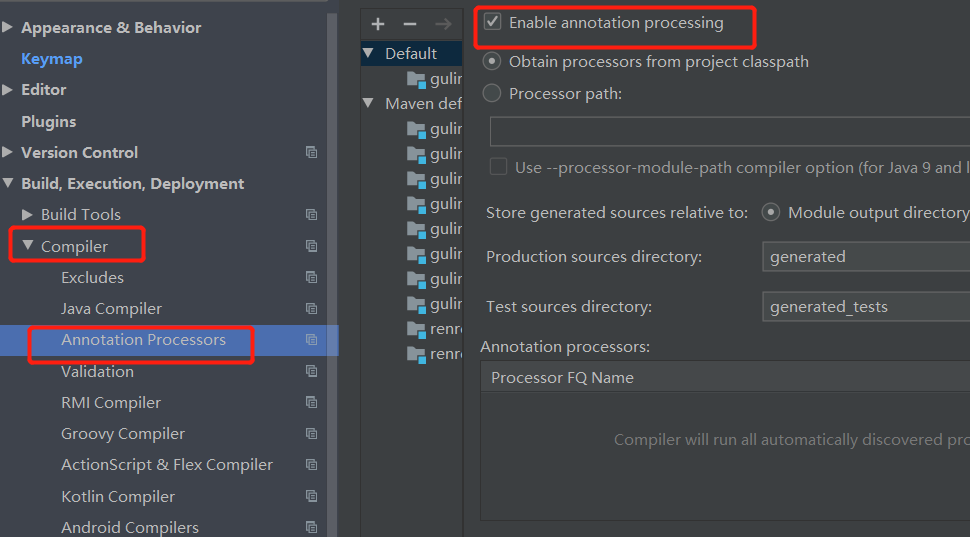 Appearance & Behavior
Keymap
Editor
Plugins
Version Control
Build, Execution, Deployment
Build Tools
Compiler
Excludes
Java Compiler
Annotation Processors
Validation
RMI Compiler
Groovy Compiler
ActionScript & Flex Compiler
Kotlin Compiler
Android Compilers
Default
gulir
Maven def
gulir
gulir
gulir
gulir
gulir
gulir
gulir
gulir
renre
renre
Enable annotation processing
Obtain processors from project classpath
Processor path:
Use --processor-module-path compiler option (for Java 9 and l
Store generated sources relative to: Module output directory
Production sources directory: generated
Test sources directory: generated_tests
Annotation processors:
Processor FQ Name
Compiler will run all automatically discovered pro